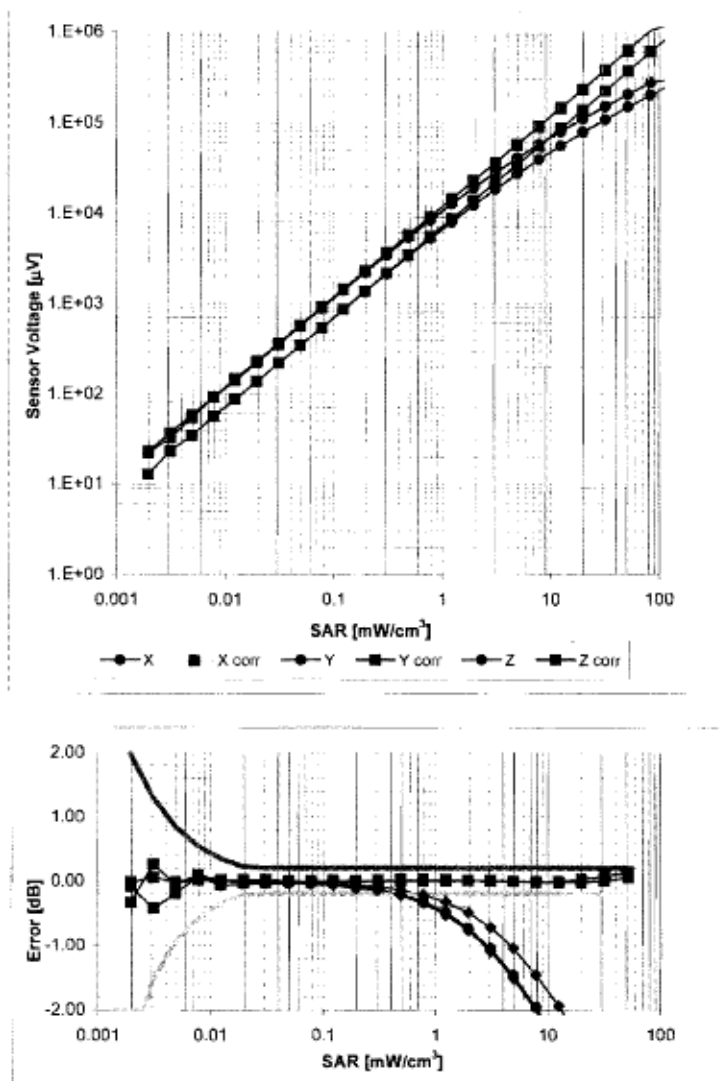 1.E+06
1.E+05
1.E+04
1.E+03
1.E+02
1.E+01
1.E+00
Sensor Voltage [µV]
0.001 0.01 0.1 1 10 100
SAR [mW/cm³]
X X corr Y Y corr Z Z corr
2.00
1.00
0.00
-1.00
-2.00
Error [dB]
0.001 0.01 0.1 1 10 100
SAR [mW/cm³]